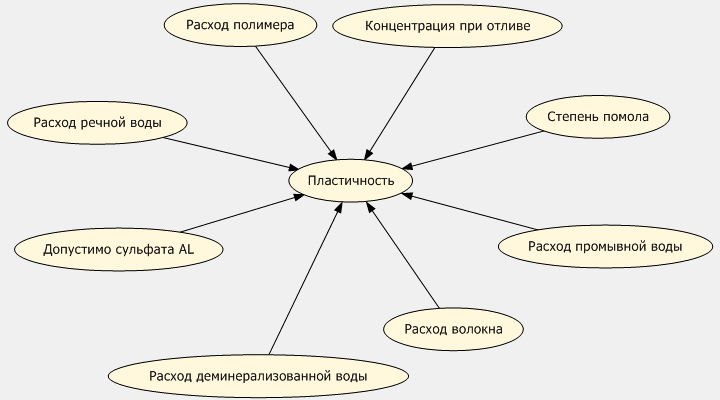 Расход полимера
Концентрация при отливе
Расход речной воды
Степень помола
Пластичность
Допустимо сульфата AL
Расход промывной воды
Расход волокна
Расход деминерализованной воды